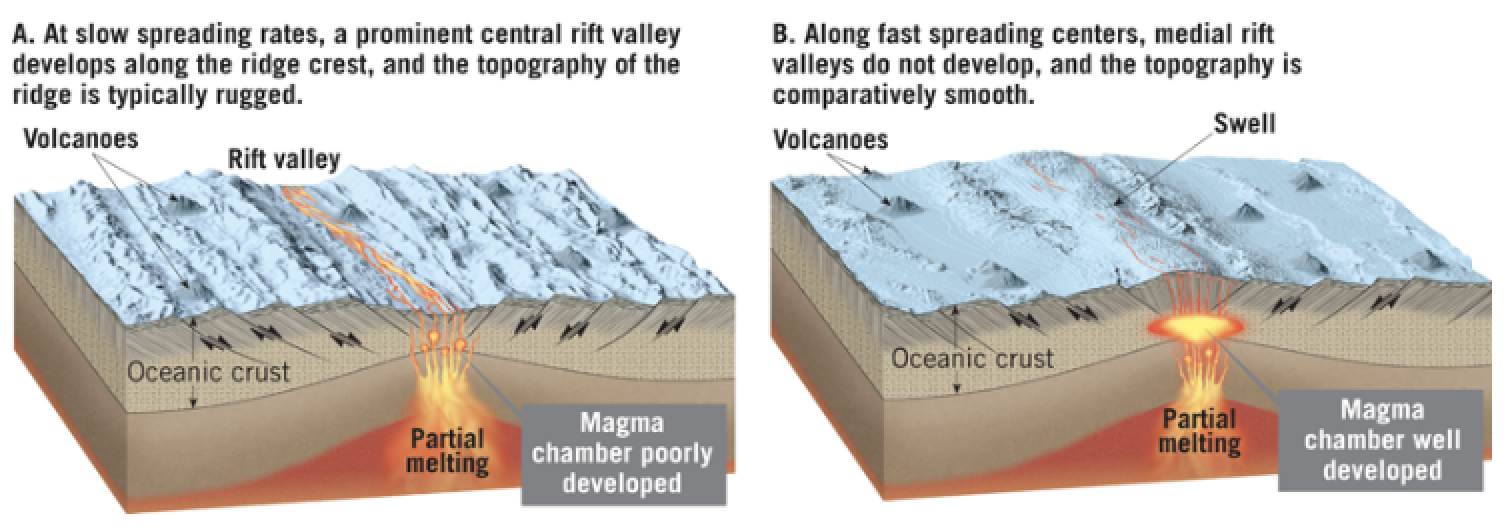 A. At slow spreading rates, a prominent central rift valley
develops along the ridge crest, and the topography of the
ridge is typically rugged.
Volcanoes
Rift valley
Oceanic crust
Partial
melting
Magma
chamber poorly
developed
B. Along fast spreading centers, medial rift
valleys do not develop, and the topography is
comparatively smooth.
Swell
Volcanoes
Oceanic crust
Partial
melting
Magma
chamber well
developed